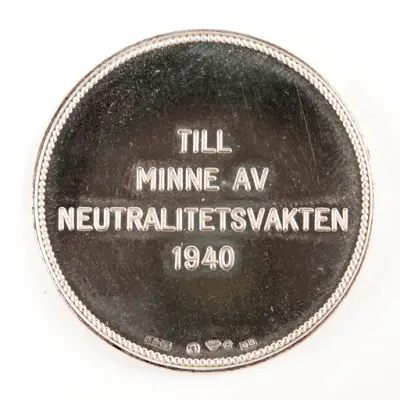 TILL
MINNE AV
NEUTRALITETSVAKTEN
1940